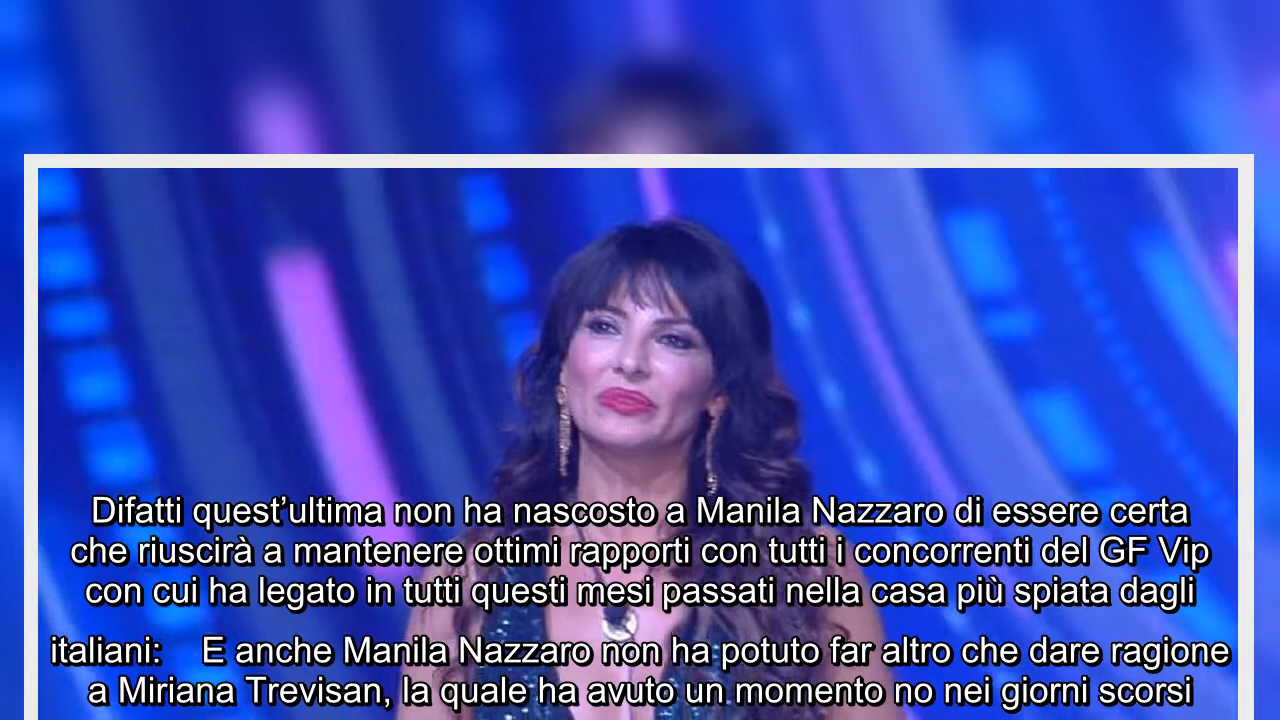 Difatti quest’ultima non ha nascosto a Manila Nazzaro di essere certa
che riuscirà a mantenere ottimi rapporti con tutti i concorrenti del GF Vip
con cui ha legato in tutti questi mesi passati nella casa più spiata dagli
italiani: E anche Manila Nazzaro non ha potuto far altro che dare ragione
a Miriana Trevisan, la quale ha avuto un momento no nei giorni scorsi